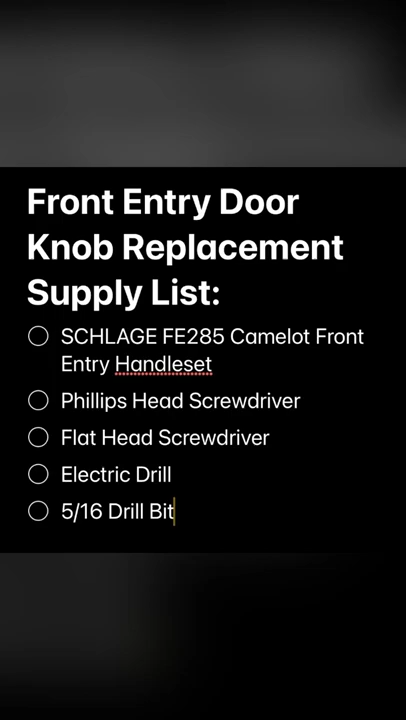 Front Entry Door
Knob Replacement
Supply List:
SCHLAGE FE285 Camelot Front
Entry Handleset
Phillips Head Screwdriver
Flat Head Screwdriver
Electric Drill
5/16 Drill Bit